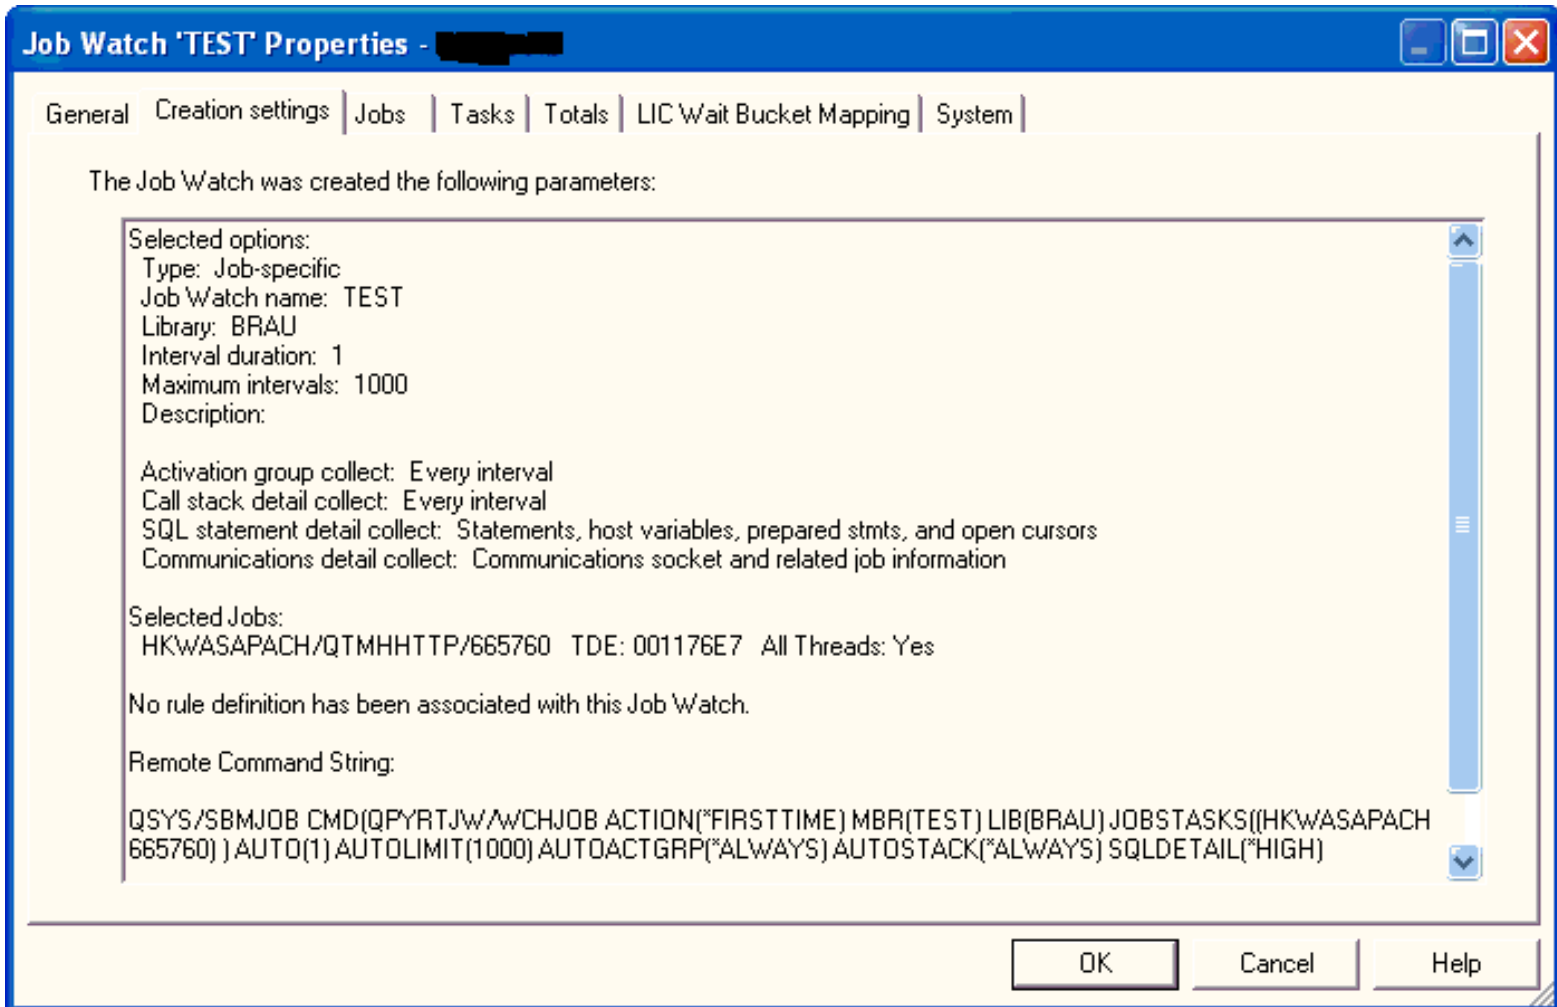 Job Watch 'TEST' Properties -
General Creation settings Jobs Tasks Totals LIC Wait Bucket Mapping System
The Job Watch was created the following parameters:
Selected options:
Type: Job-specific
Job Watch name: TEST
Library: BRAU
Interval duration: 1
Maximum intervals: 1000
Description:
Activation group collect: Every interval
Call stack detail collect: Every interval
SQL statement detail collect: Statements, host variables, prepared stmts, and open cursors
Communications detail collect: Communications socket and related job information
Selected Jobs:
HKWASAPACH/QTMHHTTP/665760 TDE: 001176E7 All Threads: Yes
No rule definition has been associated with this Job Watch.
Remote Command String:
QSYS/SBMJOB CMD(QPYRTJW/WCHJOB ACTION(*FIRSTTIME) MBR(TEST) LIB(BRAU) JOBSTASKS((HKWASAPACH
665760) ) AUTO(1) AUTOLIMIT(1000) AUTOACTGRP(*ALWAYS) AUTOSTACK(*ALWAYS) SQLDETAIL(*HIGH)
OK Cancel Help